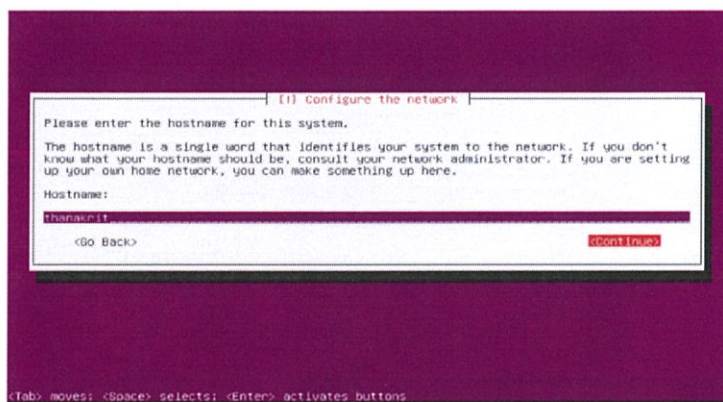 [!] Configure the network
Please enter the hostname for this system.
The hostname is a single word that identifies your system to the network. If you don't
know what your hostname should be, consult your network administrator. If you are setting
up your own home network, you can make something up here.
Hostname:
thanakrit
<Go Back>
<Continue>
<Tab> moves; <Space> selects; <Enter> activates buttons